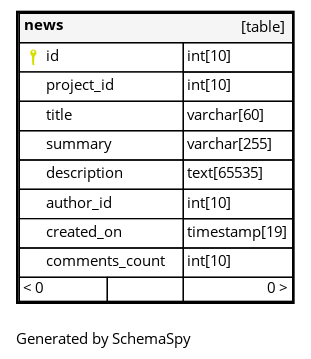 news [table]
id int[10]
project_id int[10]
title varchar[60]
summary varchar[255]
description text[65535]
author_id int[10]
created_on timestamp[19]
comments_count int[10]
< 0 0 >
Generated by SchemaSpy